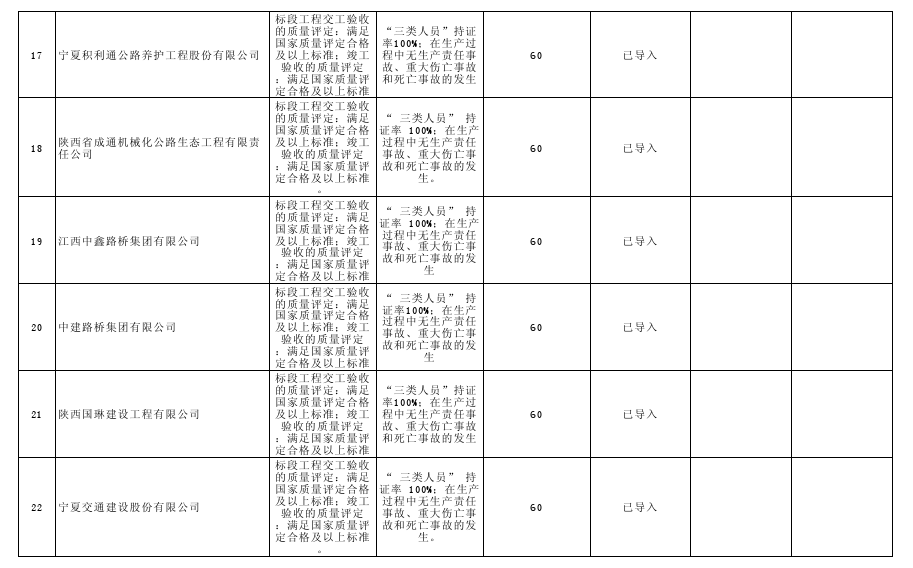 17
宁夏积利通公路养护工程股份有限公司
标段工程交工验收
的质量评定：满足
国家质量评定合格
及以上标准；竣工
验收的质量评定
：满足国家质量评
定合格及以上标准
“三类人员”持证
率100%；在生产过
程中无生产责任事
故、重大伤亡事故
和死亡事故的发生
60
已导入
18
陕西省成通机械化公路生态工程有限责
任公司
标段工程交工验收
的质量评定：满足
国家质量评定合格
及以上标准；竣工
验收的质量评定
：满足国家质量评
定合格及以上标准
。
“ 三类人员” 持
证率 100%；在生产
过程中无生产责任
事故、重大伤亡事
故和死亡事故的发
生。
60
已导入
19
江西中鑫路桥集团有限公司
标段工程交工验收
的质量评定：满足
国家质量评定合格
及以上标准；竣工
验收的质量评定
：满足国家质量评
定合格及以上标准
“ 三类人员” 持
证率 100%；在生产
过程中无生产责任
事故、重大伤亡事
故和死亡事故的发
生
60
已导入
20
中建路桥集团有限公司
标段工程交工验收
的质量评定：满足
国家质量评定合格
及以上标准；竣工
验收的质量评定
：满足国家质量评
定合格及以上标准
“ 三类人员” 持
证率100%；在生产
过程中无生产责任
事故、重大伤亡事
故和死亡事故的发
生
60
已导入
21
陕西国琳建设工程有限公司
标段工程交工验收
的质量评定：满足
国家质量评定合格
及以上标准；竣工
验收的质量评定
：满足国家质量评
定合格及以上标准
“三类人员”持证
率100%；在生产过
程中无生产责任事
故、重大伤亡事故
和死亡事故的发生
60
已导入
22
宁夏交通建设股份有限公司
标段工程交工验收
的质量评定：满足
国家质量评定合格
及以上标准；竣工
验收的质量评定
：满足国家质量评
定合格及以上标准
。
“ 三类人员” 持
证率 100%；在生产
过程中无生产责任
事故、重大伤亡事
故和死亡事故的发
生。
60
已导入